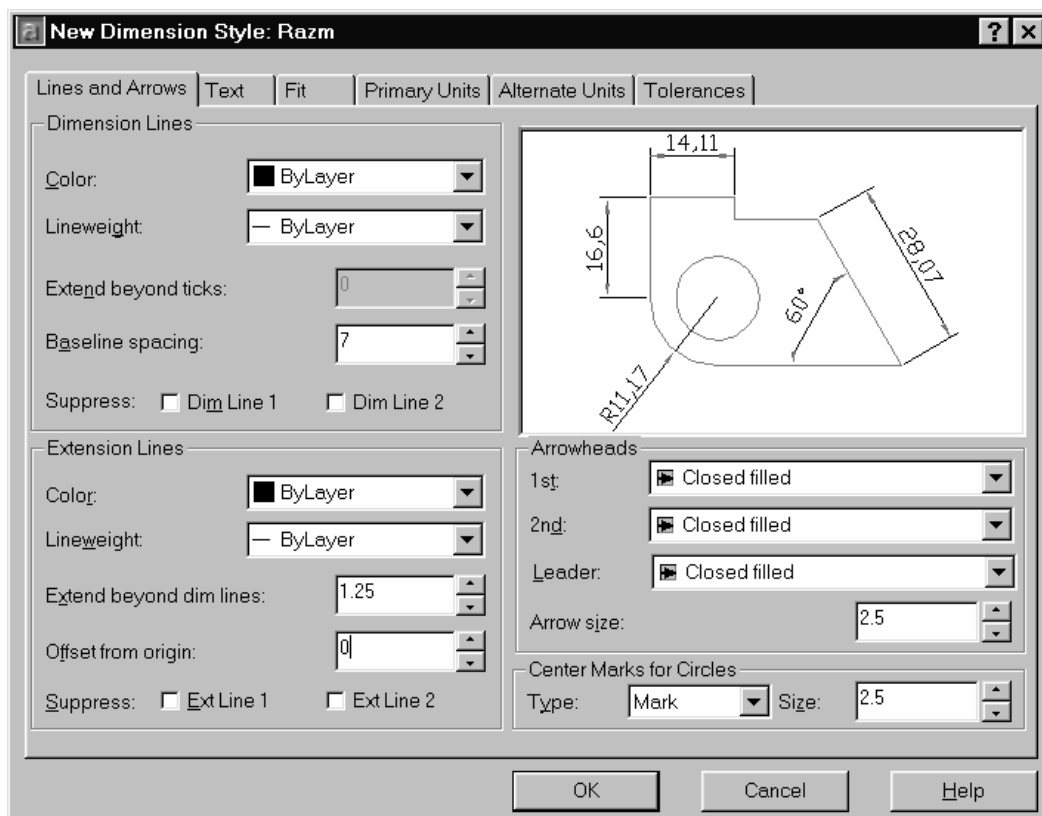 New Dimension Style: Razm
Lines and Arrows
Text
Fit
Primary Units
Alternate Units
Tolerances
Dimension Lines
Color:
ByLayer
Lineweight:
ByLayer
Extend beyond ticks:
0
Baseline spacing:
7
Suppress:
Dim Line 1
Dim Line 2
Extension Lines
Color:
ByLayer
Lineweight:
ByLayer
Extend beyond dim lines:
1.25
Offset from origin:
0
Suppress:
Ext Line 1
Ext Line 2
14,11
16,6
28,07
60°
R11,17
Arrowheads
1st:
Closed filled
2nd:
Closed filled
Leader:
Closed filled
Arrow size:
2.5
Center Marks for Circles
Type:
Mark
Size:
2.5
OK
Cancel
Help